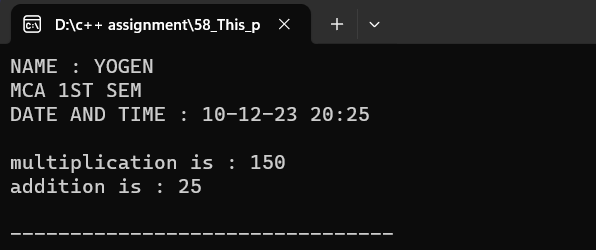 D:\c++ assignment\58_This_p
NAME : YOGEN
MCA 1ST SEM
DATE AND TIME : 10-12-23 20:25
multiplication is : 150
addition is : 25
--------------------------------